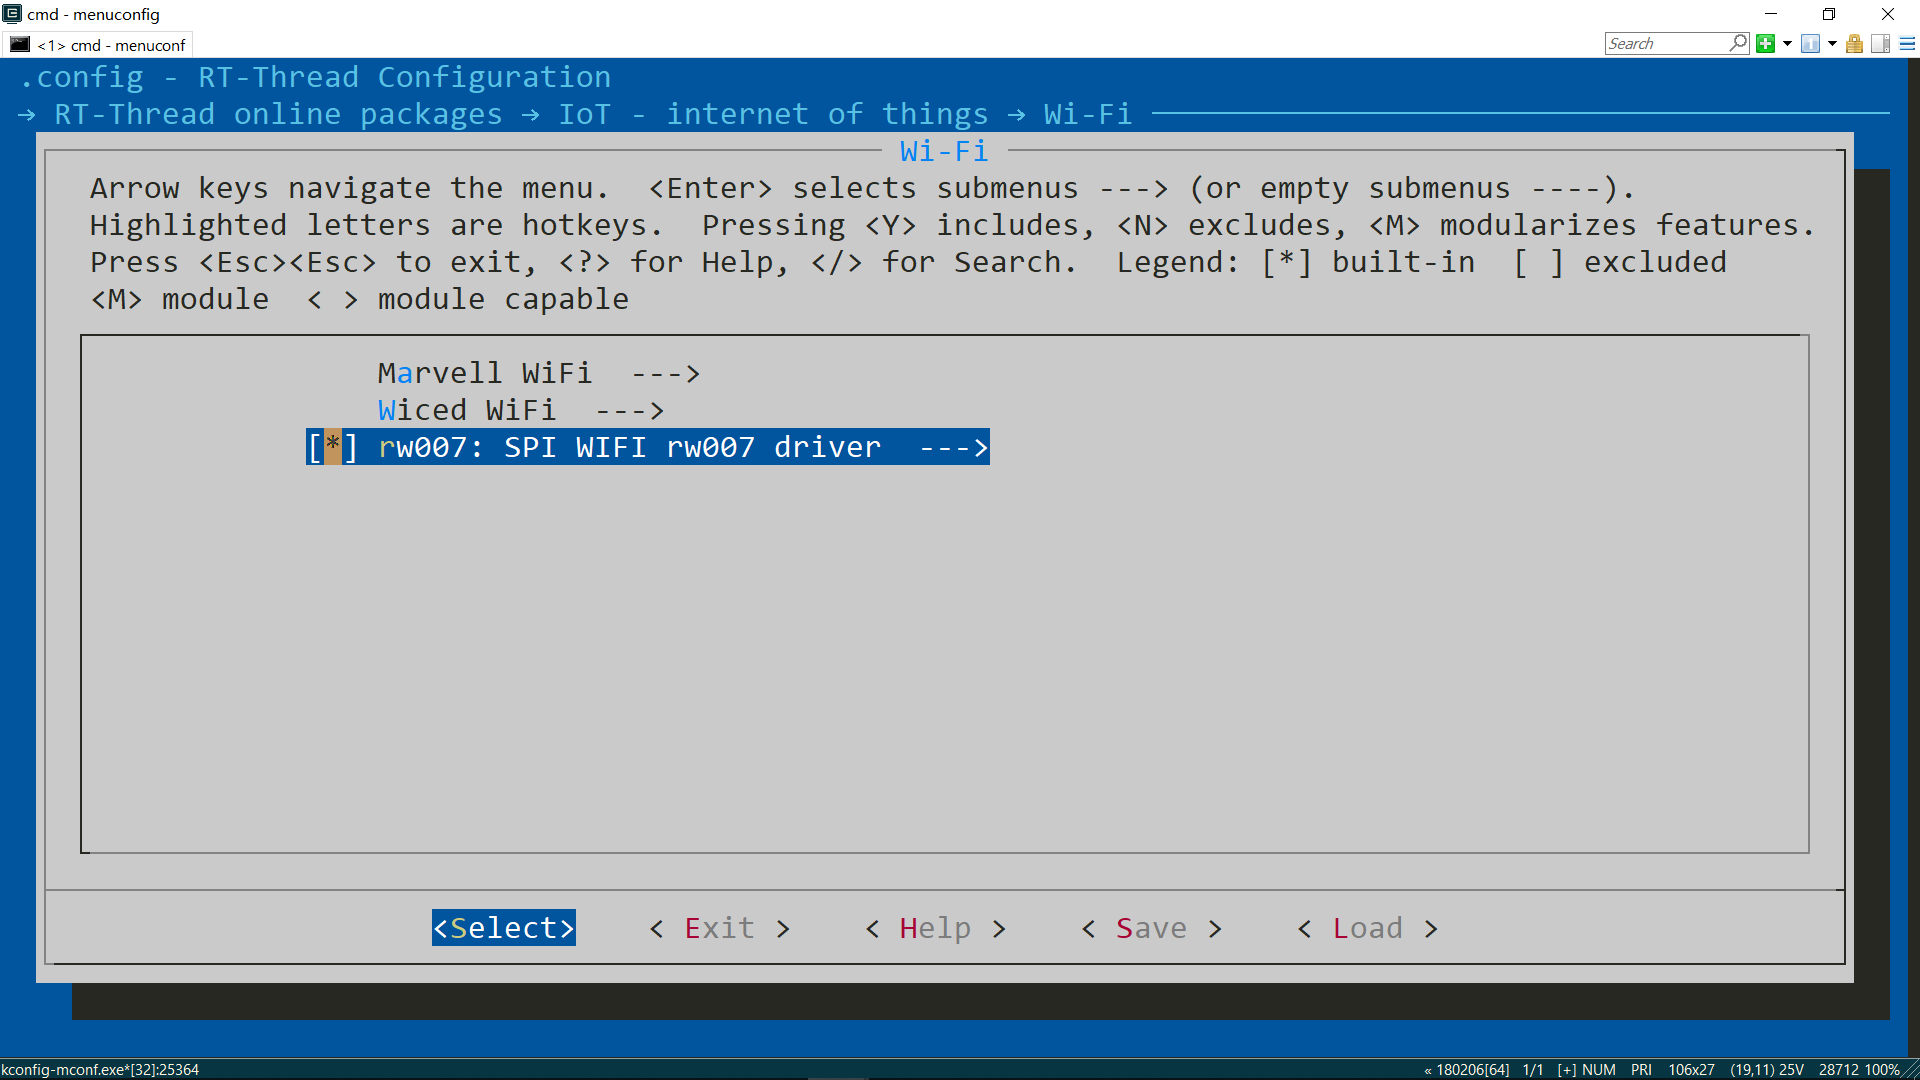 cmd - menuconfig
<1> cmd - menuconf
Search
.config - RT-Thread Configuration
→ RT-Thread online packages → IoT - internet of things → Wi-Fi
Wi-Fi
Arrow keys navigate the menu.  <Enter> selects submenus ---> (or empty submenus ----).
Highlighted letters are hotkeys.  Pressing <Y> includes, <N> excludes, <M> modularizes features.
Press <Esc><Esc> to exit, <?> for Help, </> for Search.  Legend: [*] built-in  [ ] excluded
<M> module  < > module capable
Marvell WiFi  --->
Wiced WiFi  --->
[*] rw007: SPI WIFI rw007 driver  --->
<Select>    < Exit >    < Help >    < Save >    < Load >
kconfig-mconf.exe*[32]:25364    « 180206[64]  1/1  [+] NUM  PRI  106x27  (19,11) 25V  28712 100%